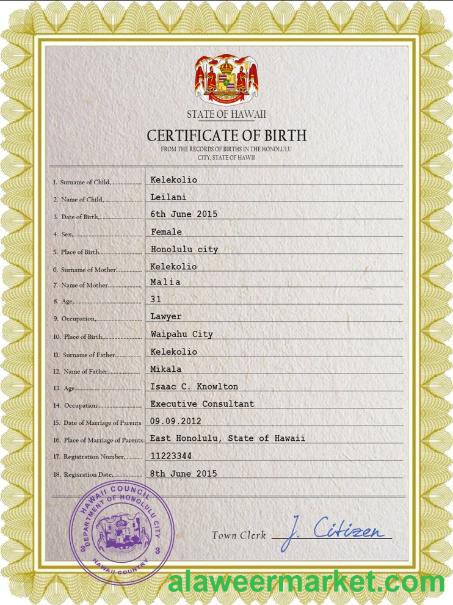 STATE OF HAWAII
CERTIFICATE OF BIRTH
FROM THE RECORDS OF BIRTHS IN THE HONOLULU
CITY, STATE OF HAWII
1. Surname of Child, Kelekolio
2. Name of Child, Leilani
3. Date of Birth, 6th June 2015
4. Sex, Female
5. Place of Birth Honolulu city
6. Surname of Mother Kelekolio
7. Name of Mother Malia
8. Age, 31
9. Occupation, Lawyer
10. Place of Birth, Waipahu City
11. Surname of Father Kelekolio
12. Name of Father Mikala
13. Age Isaac C. Knowlton
14. Occupation Executive Consultant
15. Date of Marriage of Parents 09.09.2012
16. Place of Marriage of Parents East Honolulu, State of Hawaii
17. Registration Number 11223344
18. Registration Date 8th June 2015
HAWAII COUNCIL
DEPARTMENT OF HONOLULU CITY
HAWAII COUNTRY
Town Clerk J. Citizen
alaweermarket.com